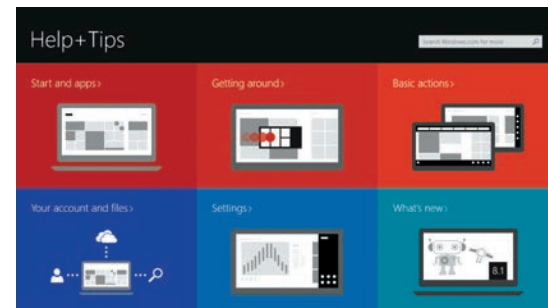 Help+Tips
Search Windows.com for more
Start and apps›
Getting around›
Basic actions›
Your account and files›
Settings›
What's new›
8.1